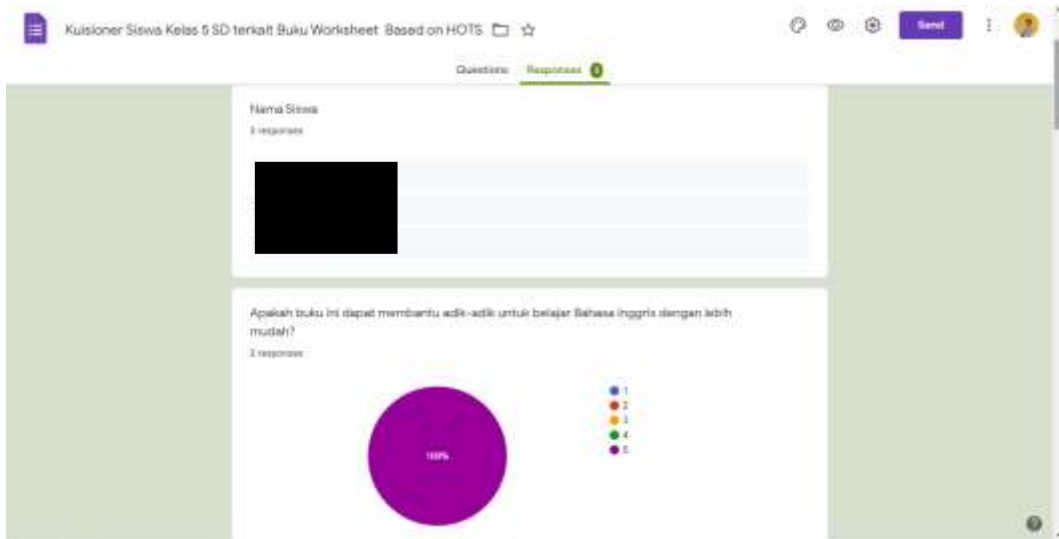 Kuisioner Siswa Kelas 5 SD terkait Buku Worksheet Based on HOTS
Send
Questions Responses 3
Nama Siswa
3 responses
Apakah buku ini dapat membantu adik-adik untuk belajar Bahasa Inggris dengan lebih
mudah?
3 responses
100%
1
2
3
4
5